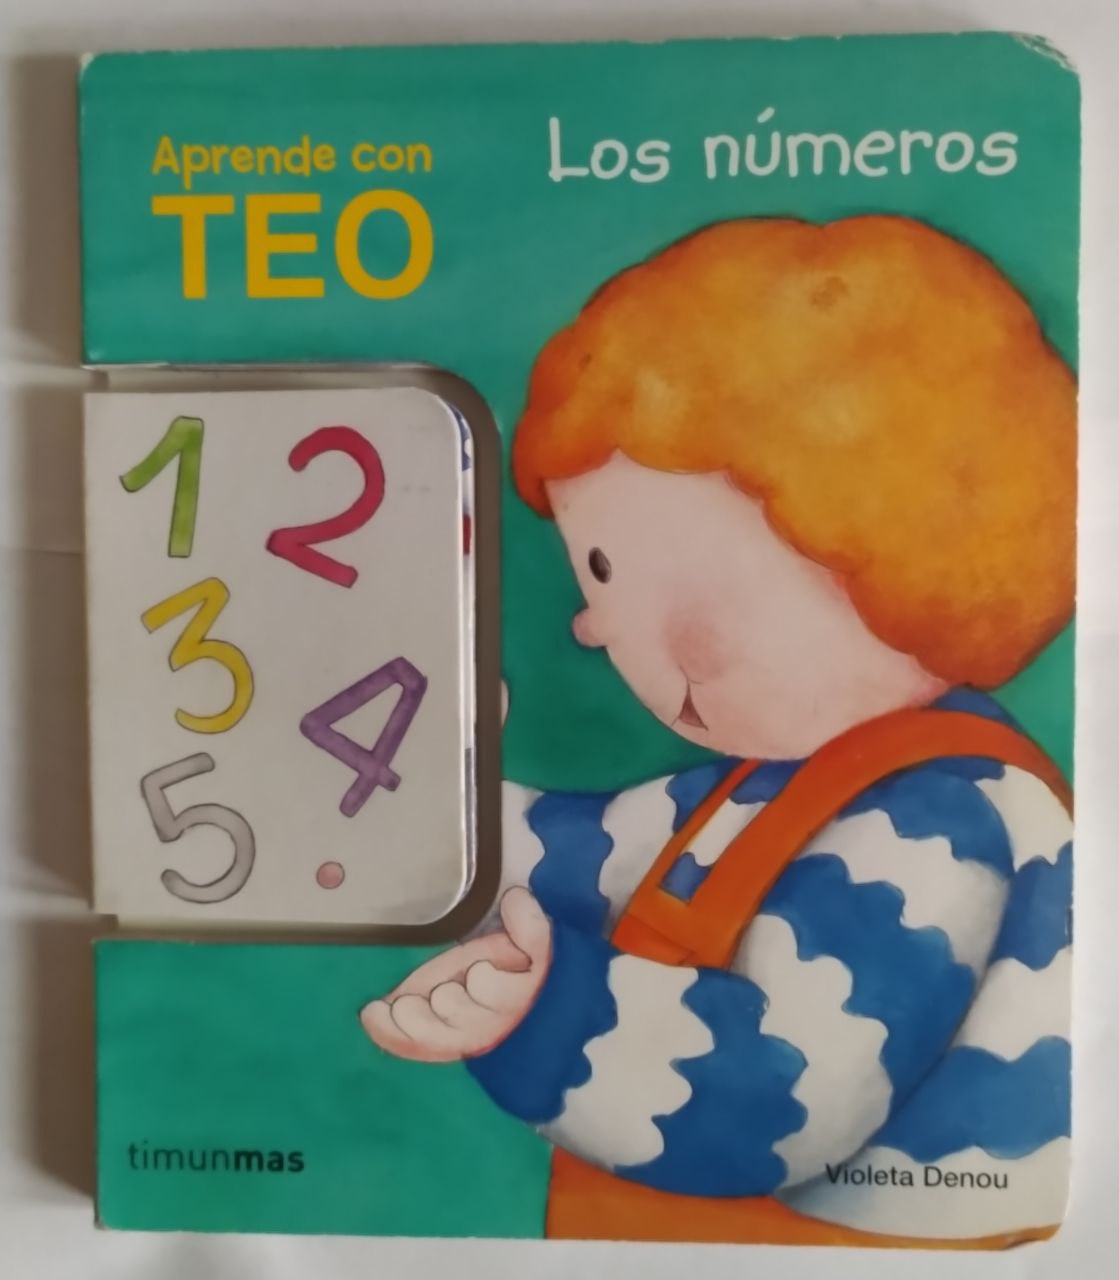 Aprende con
TEO
Los números
1 2
3
4
5
timunmas
Violeta Denou